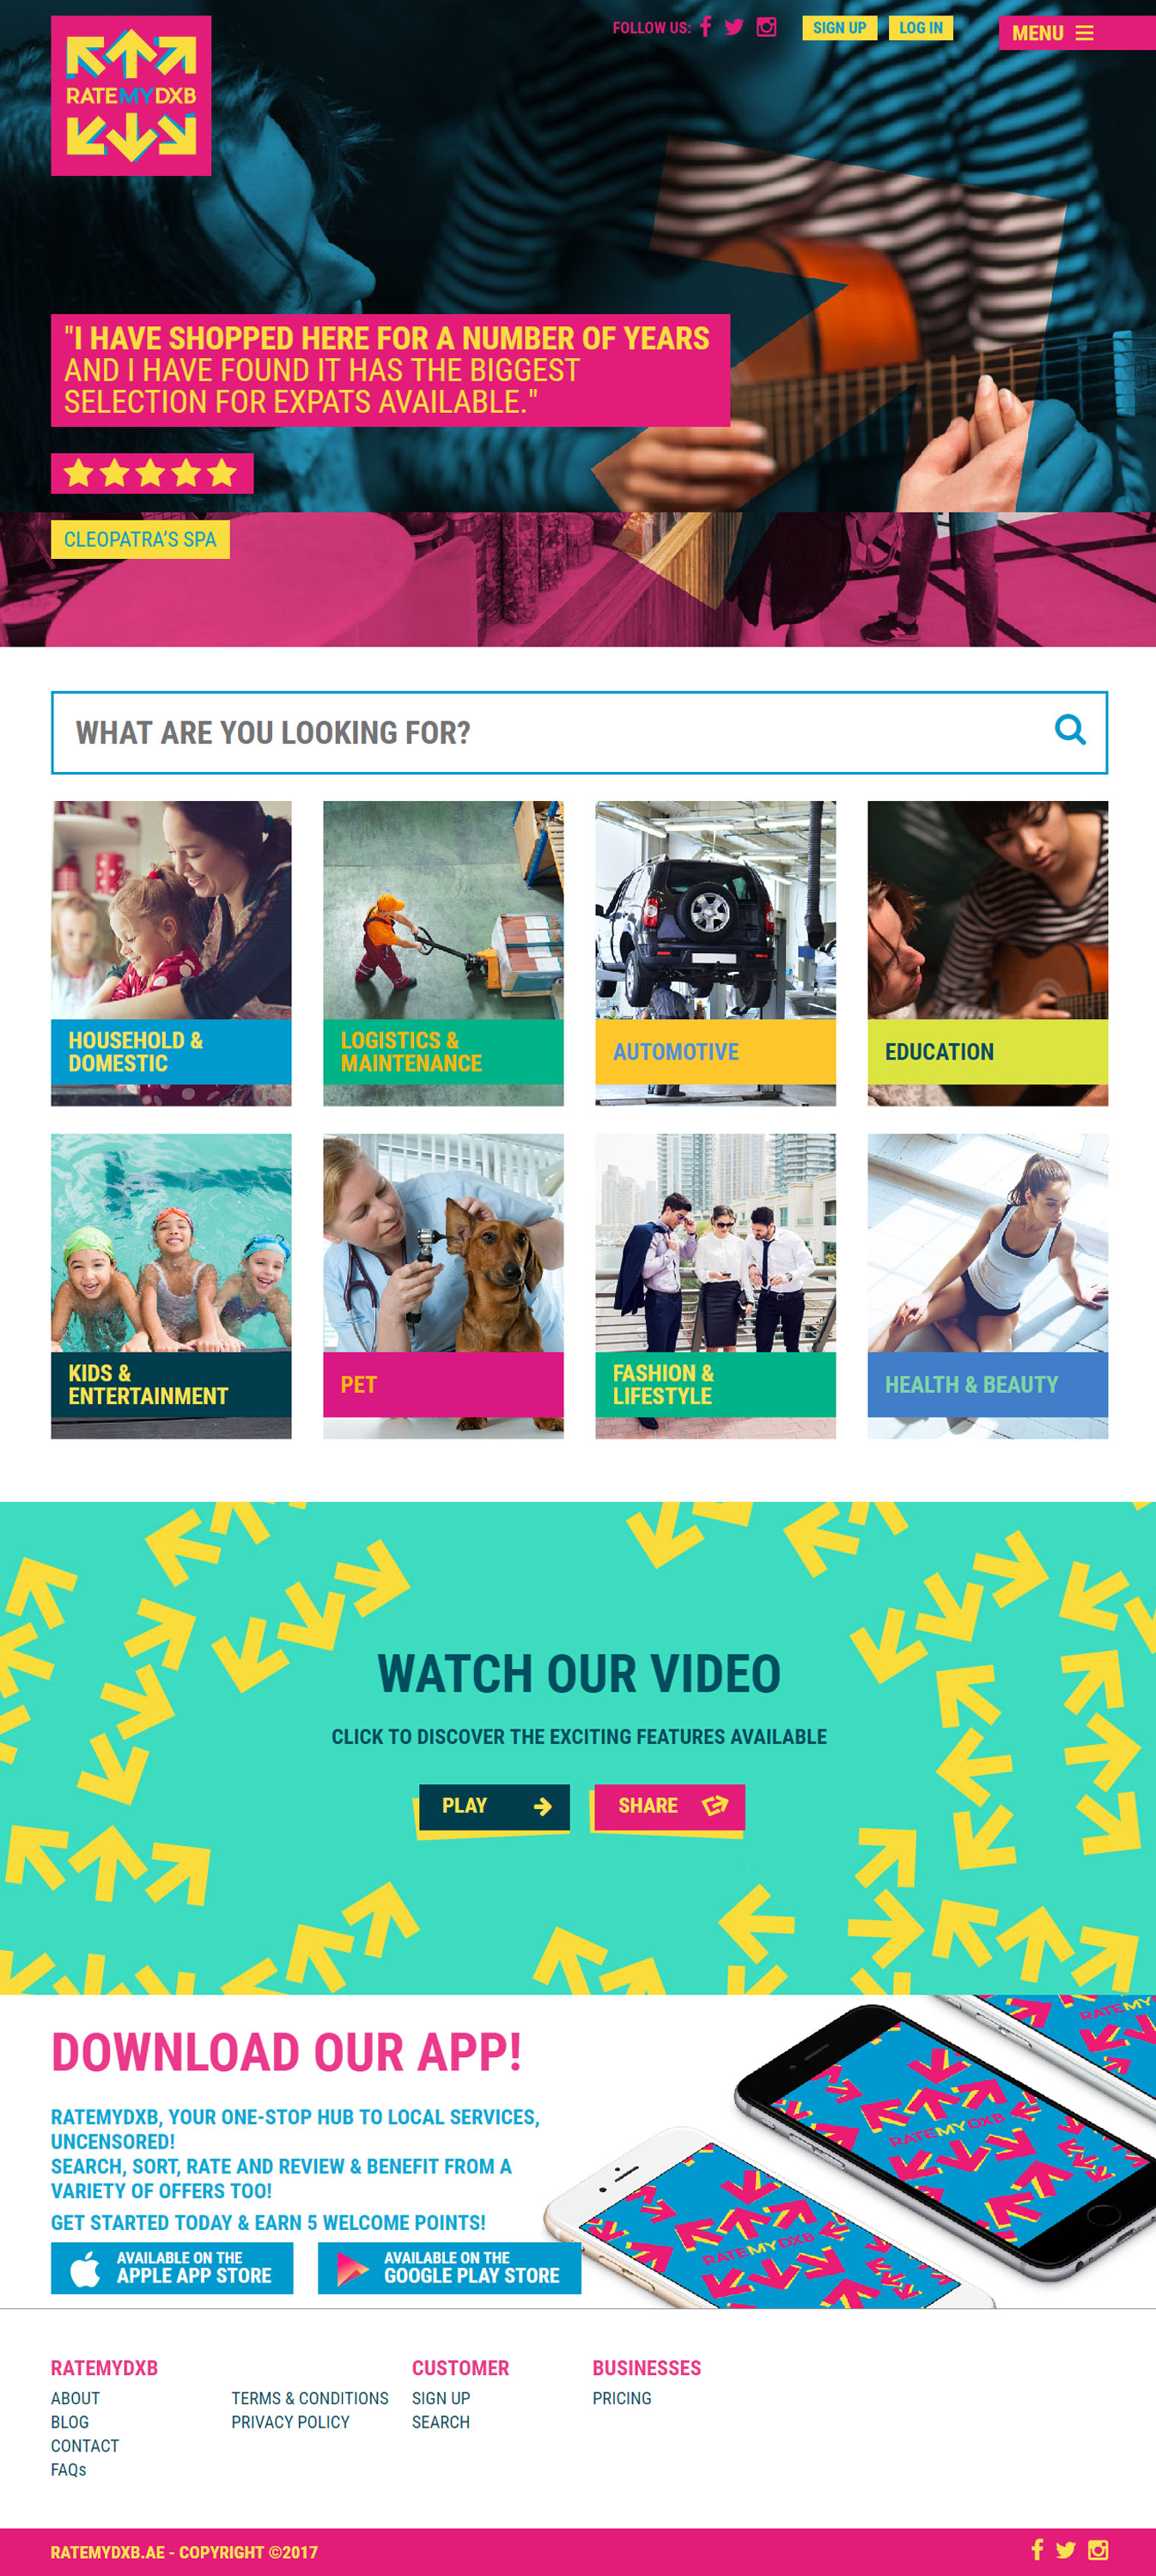 FOLLOW US:
SIGN UP
LOG IN
MENU
RATEMYDXB
"I HAVE SHOPPED HERE FOR A NUMBER OF YEARS
AND I HAVE FOUND IT HAS THE BIGGEST
SELECTION FOR EXPATS AVAILABLE."
CLEOPATRA'S SPA
WHAT ARE YOU LOOKING FOR?
HOUSEHOLD &
DOMESTIC
LOGISTICS &
MAINTENANCE
AUTOMOTIVE
EDUCATION
KIDS &
ENTERTAINMENT
PET
FASHION &
LIFESTYLE
HEALTH & BEAUTY
WATCH OUR VIDEO
CLICK TO DISCOVER THE EXCITING FEATURES AVAILABLE
PLAY
SHARE
DOWNLOAD OUR APP!
RATEMYDXB, YOUR ONE-STOP HUB TO LOCAL SERVICES,
UNCENSORED!
SEARCH, SORT, RATE AND REVIEW & BENEFIT FROM A
VARIETY OF OFFERS TOO!
GET STARTED TODAY & EARN 5 WELCOME POINTS!
AVAILABLE ON THE
APPLE APP STORE
AVAILABLE ON THE
GOOGLE PLAY STORE
RATEMY
RATEMYDXB
RATEMYDXB
RATEMYDXB
ABOUT
BLOG
CONTACT
FAQs
TERMS & CONDITIONS
PRIVACY POLICY
CUSTOMER
SIGN UP
SEARCH
BUSINESSES
PRICING
RATEMYDXB.AE - COPYRIGHT ©2017